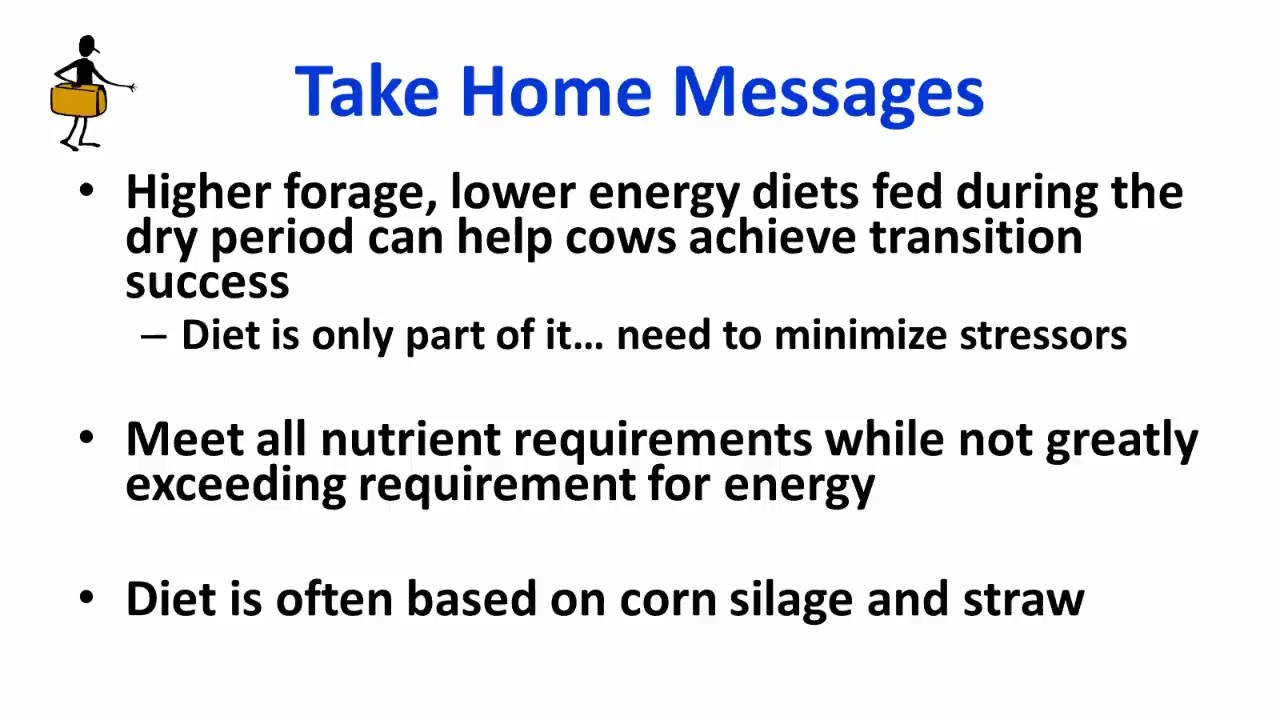 Take Home Messages
• Higher forage, lower energy diets fed during the
dry period can help cows achieve transition
success
– Diet is only part of it... need to minimize stressors
• Meet all nutrient requirements while not greatly
exceeding requirement for energy
• Diet is often based on corn silage and straw